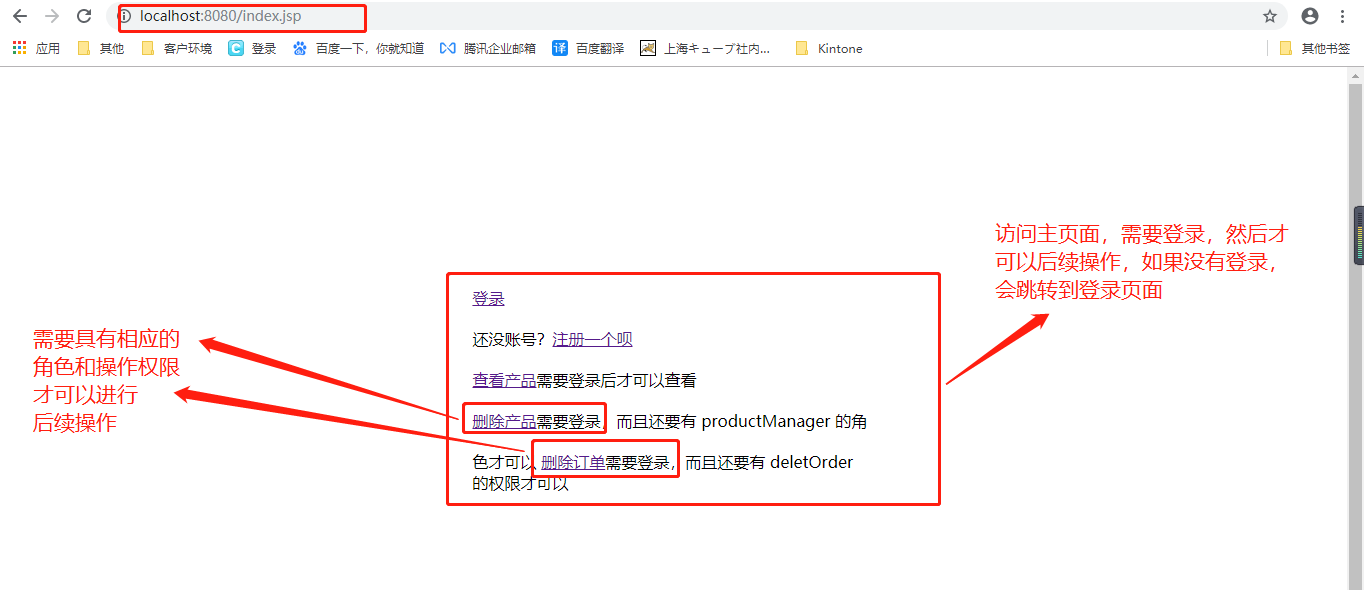 localhost:8080/index.jsp
应用 其他 客户环境 登录 百度一下，你就知道 腾讯企业邮箱 百度翻译 上海キューブ社内... Kintone 其他书签
访问主页面，需要登录，然后才
可以后续操作，如果没有登录，
会跳转到登录页面
登录
还没账号？注册一个呗
查看产品需要登录后才可以查看
删除产品需要登录，而且还要有 productManager 的角
色才可以 删除订单需要登录，而且还要有 deletOrder
的权限才可以
需要具有相应的
角色和操作权限
才可以进行
后续操作